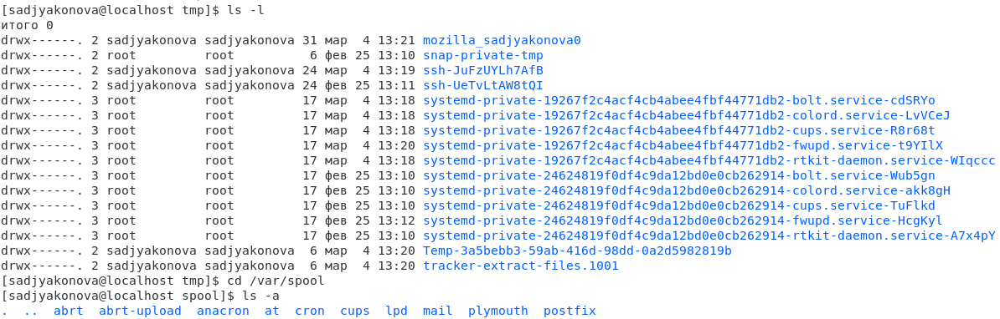 [sadjyakonova@localhost tmp]$ ls -l
итого 0
drwx------. 2 sadjyakonova sadjyakonova 31 мар  4 13:21 mozilla_sadjyakonova0
drwx------. 2 root         root          6 фев 25 13:10 snap-private-tmp
drwx------. 2 sadjyakonova sadjyakonova 24 мар  4 13:19 ssh-JuFzUYLh7AfB
drwx------. 2 sadjyakonova sadjyakonova 24 фев 25 13:11 ssh-UeTvLtAW8tQI
drwx------. 3 root         root         17 мар  4 13:18 systemd-private-19267f2c4acf4cb4abee4fbf44771db2-bolt.service-cdSRYo
drwx------. 3 root         root         17 мар  4 13:18 systemd-private-19267f2c4acf4cb4abee4fbf44771db2-colord.service-LvVCeJ
drwx------. 3 root         root         17 мар  4 13:18 systemd-private-19267f2c4acf4cb4abee4fbf44771db2-cups.service-R8r68t
drwx------. 3 root         root         17 мар  4 13:20 systemd-private-19267f2c4acf4cb4abee4fbf44771db2-fwupd.service-t9YIlX
drwx------. 3 root         root         17 мар  4 13:18 systemd-private-19267f2c4acf4cb4abee4fbf44771db2-rtkit-daemon.service-WIqccc
drwx------. 3 root         root         17 фев 25 13:10 systemd-private-24624819f0df4c9da12bd0e0cb262914-bolt.service-Wub5gn
drwx------. 3 root         root         17 фев 25 13:10 systemd-private-24624819f0df4c9da12bd0e0cb262914-colord.service-akk8gH
drwx------. 3 root         root         17 фев 25 13:10 systemd-private-24624819f0df4c9da12bd0e0cb262914-cups.service-TuFlkd
drwx------. 3 root         root         17 фев 25 13:12 systemd-private-24624819f0df4c9da12bd0e0cb262914-fwupd.service-HcgKyl
drwx------. 3 root         root         17 фев 25 13:10 systemd-private-24624819f0df4c9da12bd0e0cb262914-rtkit-daemon.service-A7x4pY
drwx------. 2 sadjyakonova sadjyakonova  6 мар  4 13:20 Temp-3a5bebb3-59ab-416d-98dd-0a2d5982819b
drwx------. 2 sadjyakonova sadjyakonova  6 мар  4 13:20 tracker-extract-files.1001
[sadjyakonova@localhost tmp]$ cd /var/spool
[sadjyakonova@localhost spool]$ ls -a
.  ..  abrt  abrt-upload  anacron  at  cron  cups  lpd  mail  plymouth  postfix